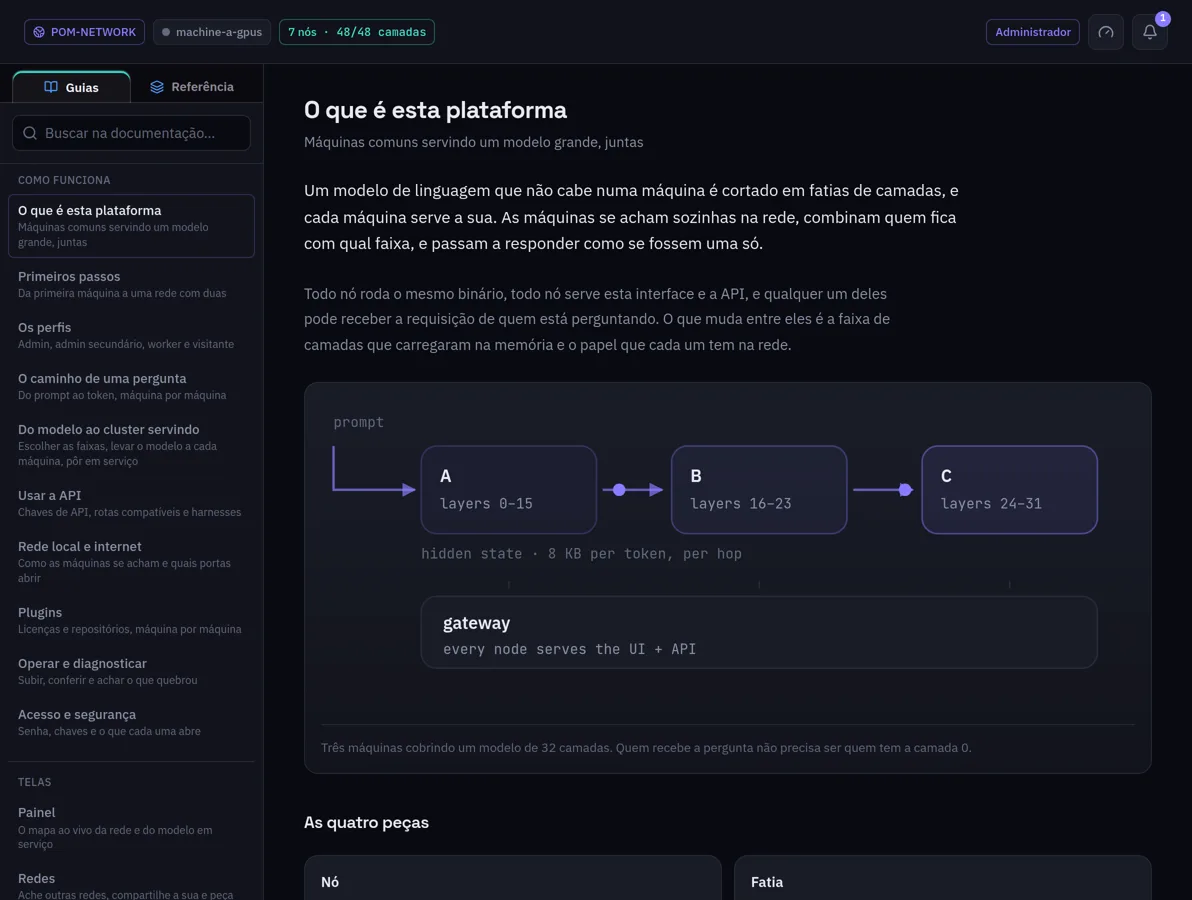 POM-NETWORK
machine-a-gpus
7 nós · 48/48 camadas
Administrador
1
Guias
Referência
Buscar na documentação...
COMO FUNCIONA
O que é esta plataforma
Máquinas comuns servindo um modelo
grande, juntas
Primeiros passos
Da primeira máquina a uma rede com duas
Os perfis
Admin, admin secundário, worker e visitante
O caminho de uma pergunta
Do prompt ao token, máquina por máquina
Do modelo ao cluster servindo
Escolher as faixas, levar o modelo a cada
máquina, pôr em serviço
Usar a API
Chaves de API, rotas compatíveis e harnesses
Rede local e internet
Como as máquinas se acham e quais portas
abrir
Plugins
Licenças e repositórios, máquina por máquina
Operar e diagnosticar
Subir, conferir e achar o que quebrou
Acesso e segurança
Senha, chaves e o que cada uma abre
TELAS
Painel
O mapa ao vivo da rede e do modelo em
serviço
Redes
Ache outras redes, compartilhe a sua e peça
O que é esta plataforma
Máquinas comuns servindo um modelo grande, juntas
Um modelo de linguagem que não cabe numa máquina é cortado em fatias de camadas, e
cada máquina serve a sua. As máquinas se acham sozinhas na rede, combinam quem fica
com qual faixa, e passam a responder como se fossem uma só.
Todo nó roda o mesmo binário, todo nó serve esta interface e a API, e qualquer um deles
pode receber a requisição de quem está perguntando. O que muda entre eles é a faixa de
camadas que carregaram na memória e o papel que cada um tem na rede.
prompt
A
layers 0–15
B
layers 16–23
C
layers 24–31
hidden state · 8 KB per token, per hop
gateway
every node serves the UI + API
Três máquinas cobrindo um modelo de 32 camadas. Quem recebe a pergunta não precisa ser quem tem a camada 0.
As quatro peças
Nó
Fatia